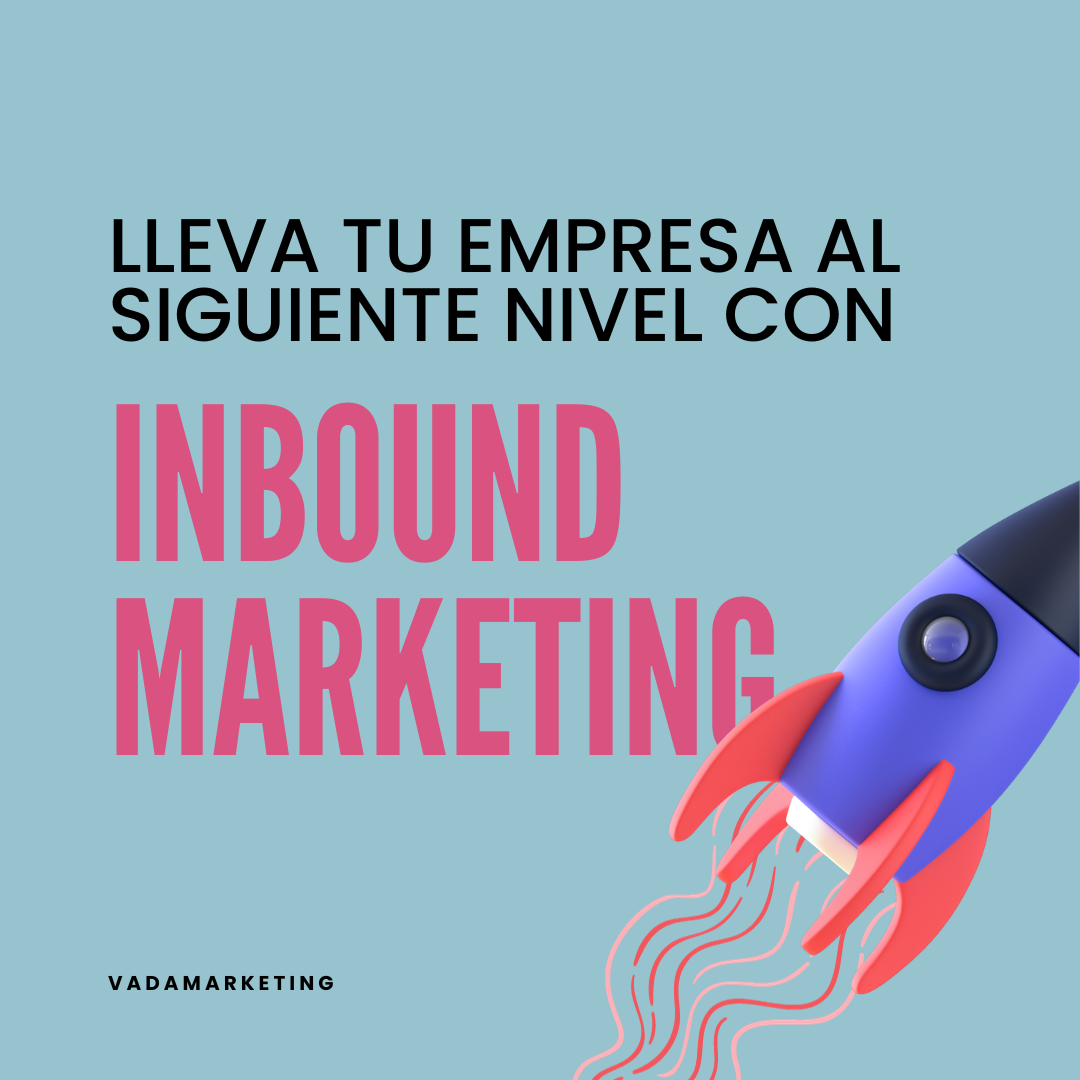 LLEVA TU EMPRESA AL
SIGUIENTE NIVEL CON
INBOUND
MARKETING
VADAMARKETING